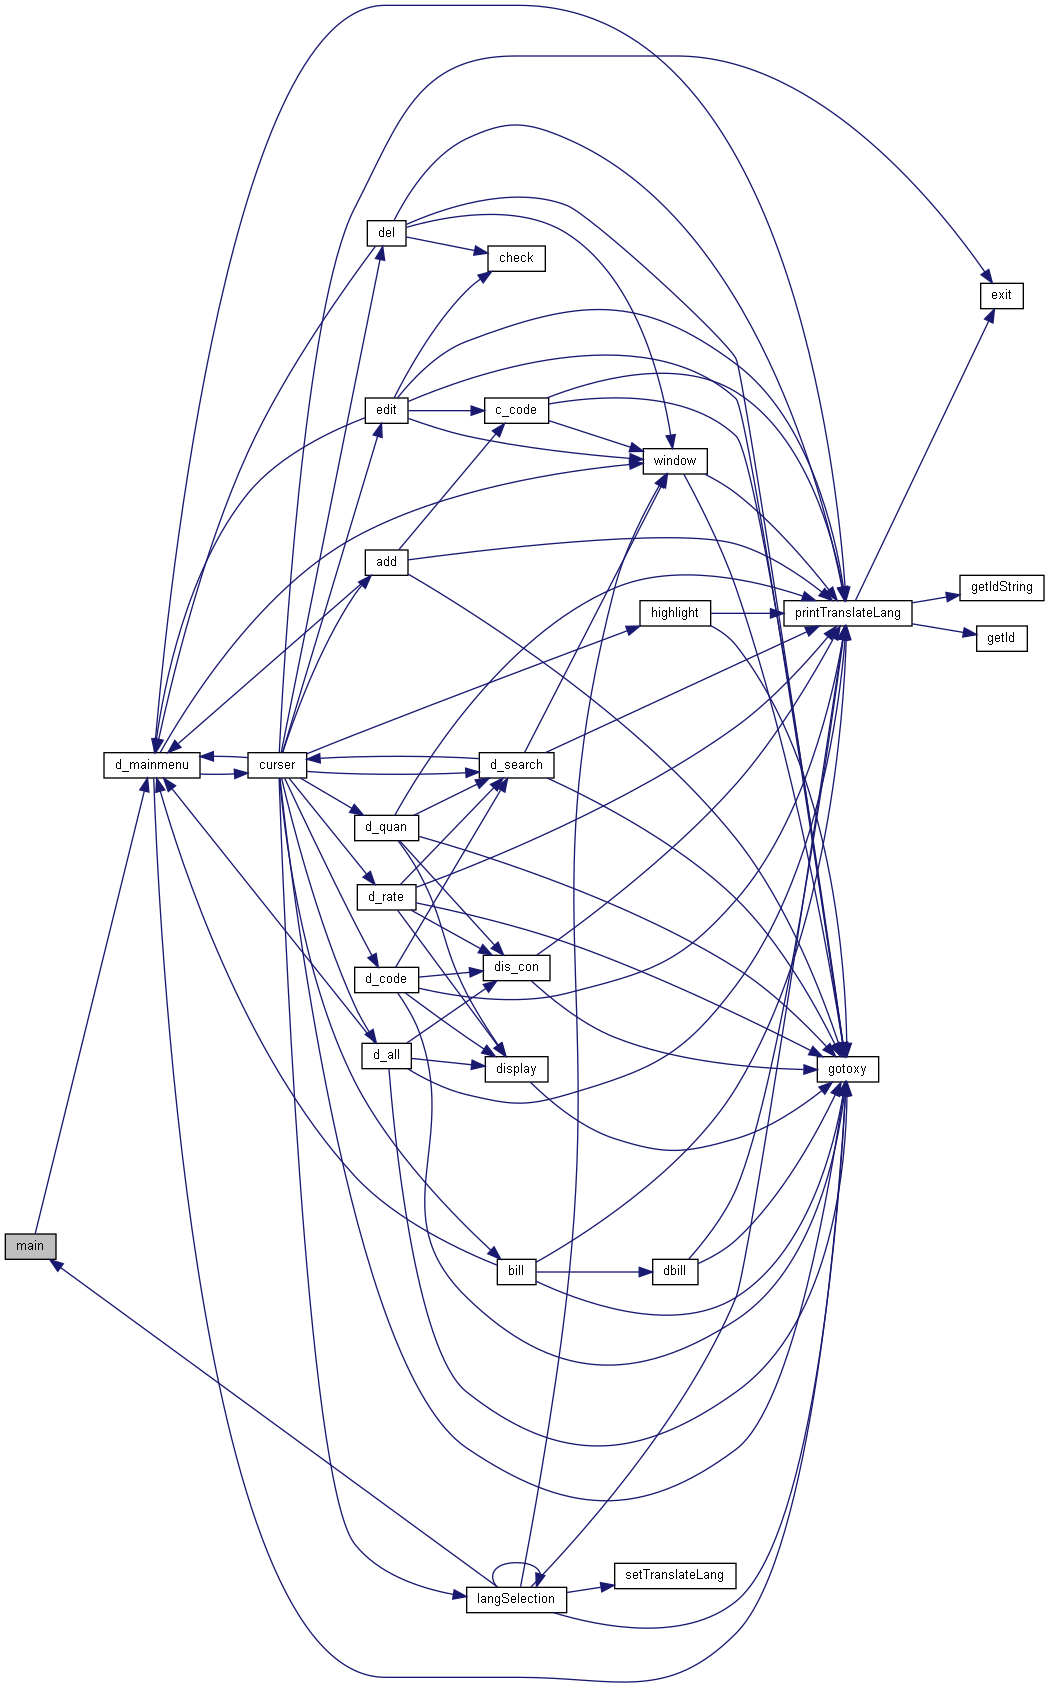 del
check
exit
edit
c_code
window
add
getIdString
highlight
printTranslateLang
getId
d_mainmenu
curser
d_search
d_quan
d_rate
dis_con
d_code
d_all
display
gotoxy
main
bill
dbill
setTranslateLang
langSelection